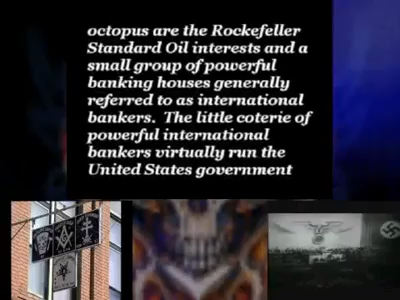 octopus are the Rockefeller
Standard Oil interests and a
small group of powerful
banking houses generally
referred to as international
bankers. The little coterie of
powerful international
bankers virtually run the
United States government